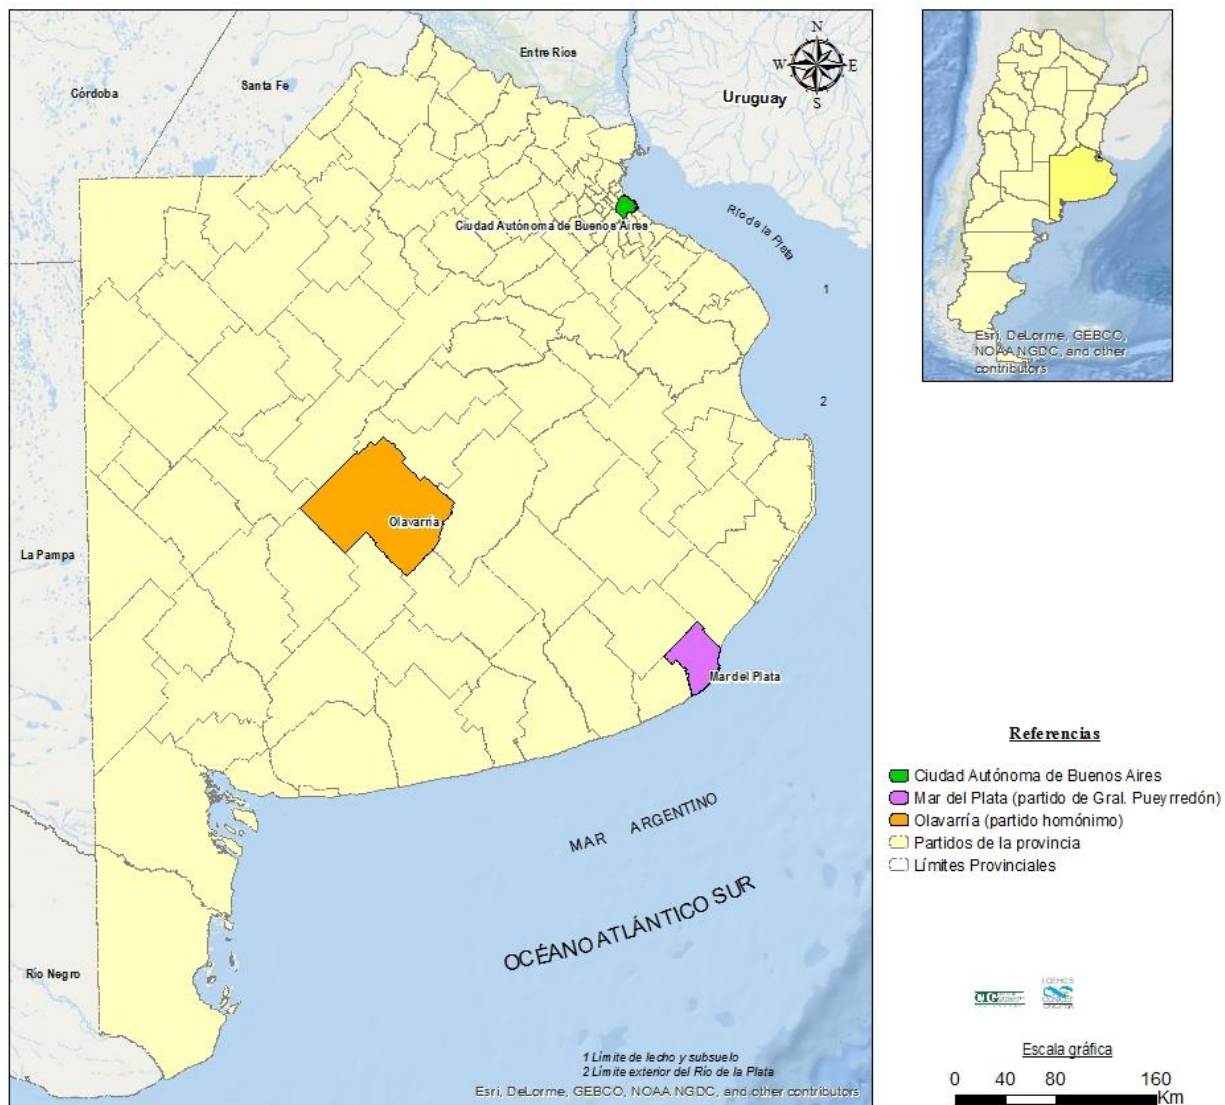 Entre Ríos
Santa Fe
Córdoba
N
W
E
S
Uruguay
Ciudad Autónoma de Buenos Aires
Río de la Plata
1
2
Olavarría
La Pampa
Mar del Plata
MAR ARGENTINO
OCÉANO ATLÁNTICO SUR
Río Negro
1 Límite de lecho y subsuelo
2 Límite exterior del Río de la Plata
Esri, DeLorme, GEBCO, NOAA NGDC, and other contributors
Esri, DeLorme, GEBCO,
NOAA NGDC, and other
contributors
Referencias
Ciudad Autónoma de Buenos Aires
Mar del Plata (partido de Gral. Pueyrredón)
Olavarría (partido homónimo)
Partidos de la provincia
Límites Provinciales
CIG
IGEHCS
CONICET
Escala gráfica
0 40 80 160
Km